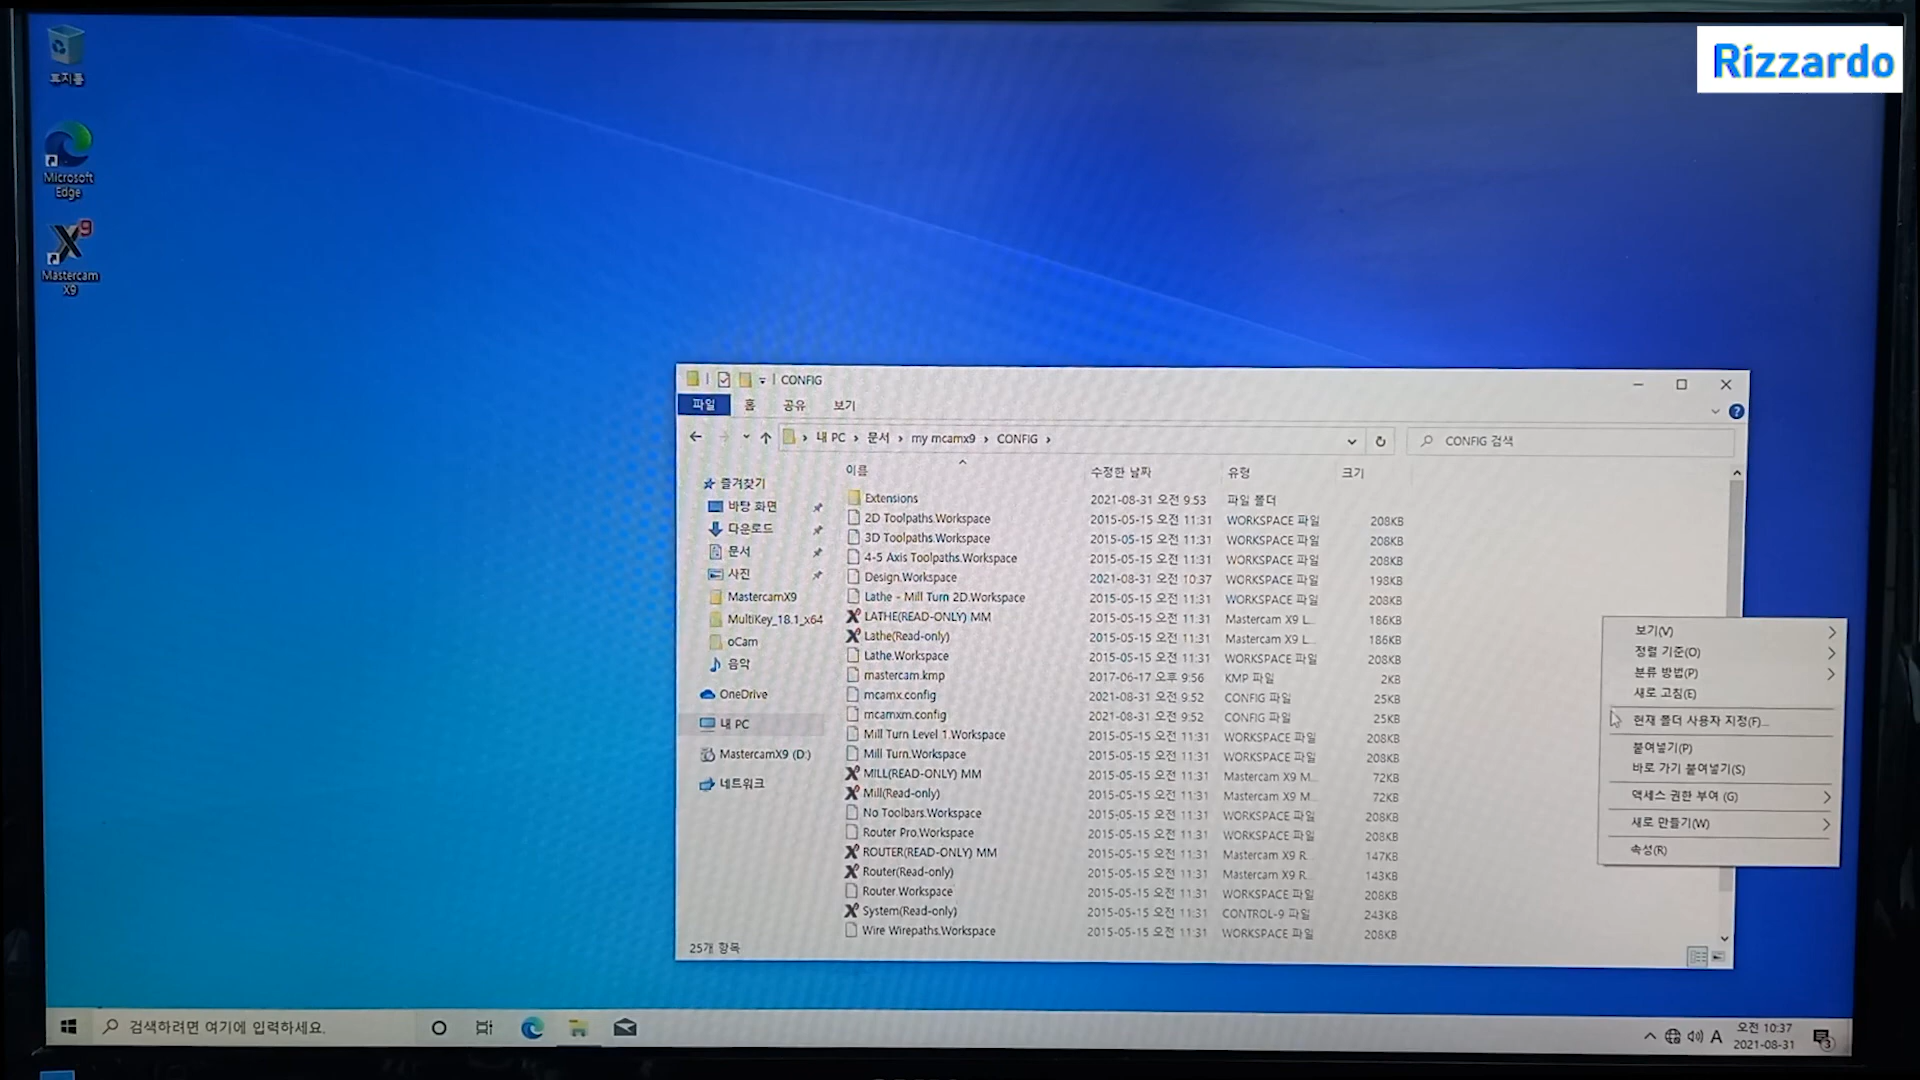 Rizzardo
휴지통
Microsoft
Edge
Mastercam
X9
CONFIG
파일 홈 공유 보기
내 PC › 문서 › my mcamx9 › CONFIG ›
CONFIG 검색
이름 수정한 날짜 유형 크기
즐겨찾기
바탕 화면
다운로드
문서
사진
MastercamX9
MultiKey_18.1_x64
oCam
음악
OneDrive
내 PC
MastercamX9 (D:)
네트워크
Extensions 2021-08-31 오전 9:53 파일 폴더
2D Toolpaths.Workspace 2015-05-15 오전 11:31 WORKSPACE 파일 208KB
3D Toolpaths.Workspace 2015-05-15 오전 11:31 WORKSPACE 파일 208KB
4-5 Axis Toolpaths.Workspace 2015-05-15 오전 11:31 WORKSPACE 파일 208KB
Design.Workspace 2021-08-31 오전 10:37 WORKSPACE 파일 198KB
Lathe - Mill Turn 2D.Workspace 2015-05-15 오전 11:31 WORKSPACE 파일 208KB
LATHE(READ-ONLY) MM 2015-05-15 오전 11:31 Mastercam X9 L... 186KB
Lathe(Read-only) 2015-05-15 오전 11:31 Mastercam X9 L... 186KB
Lathe.Workspace 2015-05-15 오전 11:31 WORKSPACE 파일 208KB
mastercam.kmp 2017-06-17 오후 9:56 KMP 파일 2KB
mcamx.config 2021-08-31 오전 9:52 CONFIG 파일 25KB
mcamxm.config 2021-08-31 오전 9:52 CONFIG 파일 25KB
Mill Turn Level 1.Workspace 2015-05-15 오전 11:31 WORKSPACE 파일 208KB
Mill Turn.Workspace 2015-05-15 오전 11:31 WORKSPACE 파일 208KB
MILL(READ-ONLY) MM 2015-05-15 오전 11:31 Mastercam X9 M... 72KB
Mill(Read-only) 2015-05-15 오전 11:31 Mastercam X9 M... 72KB
No Toolbars.Workspace 2015-05-15 오전 11:31 WORKSPACE 파일 208KB
Router Pro.Workspace 2015-05-15 오전 11:31 WORKSPACE 파일 208KB
ROUTER(READ-ONLY) MM 2015-05-15 오전 11:31 Mastercam X9 R... 147KB
Router(Read-only) 2015-05-15 오전 11:31 Mastercam X9 R... 143KB
Router.Workspace 2015-05-15 오전 11:31 WORKSPACE 파일 208KB
System(Read-only) 2015-05-15 오전 11:31 CONTROL-9 파일 243KB
Wire Wirepaths.Workspace 2015-05-15 오전 11:31 WORKSPACE 파일 208KB
25개 항목
보기(V)
정렬 기준(O)
분류 방법(P)
새로 고침(E)
현재 폴더 사용자 지정(F)...
붙여넣기(P)
바로 가기 붙여넣기(S)
액세스 권한 부여 (G)
새로 만들기(W)
속성(R)
검색하려면 여기에 입력하세요.
A
오전 10:37
2021-08-31
3